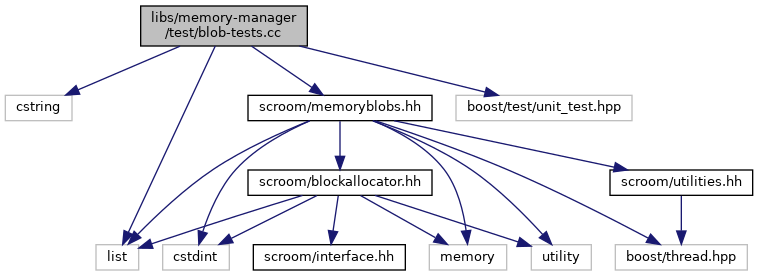 libs/memory-manager
/test/blob-tests.cc
cstring
scroom/memoryblobs.hh
boost/test/unit_test.hpp
scroom/blockallocator.hh
scroom/utilities.hh
list
cstdint
scroom/interface.hh
memory
utility
boost/thread.hpp